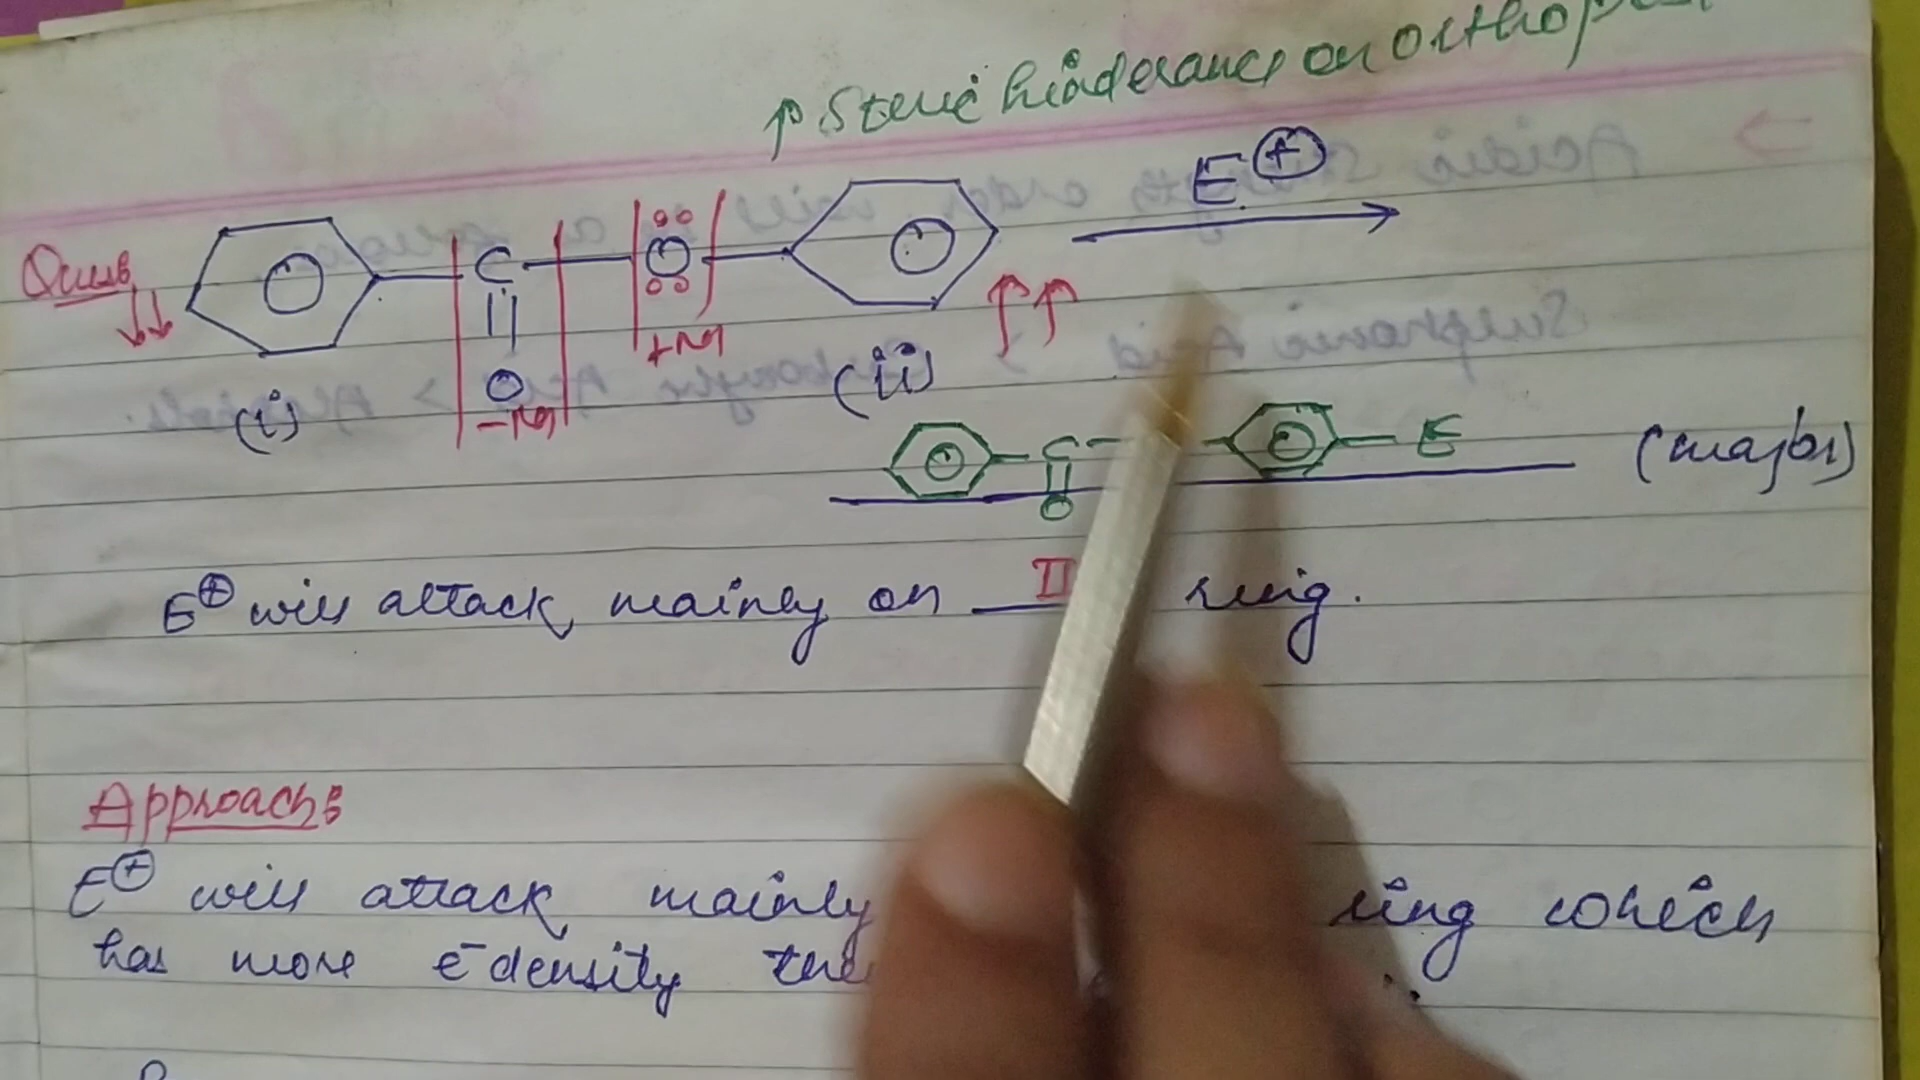 ↑ Steric hinderance on ortho
Ques
E⊕
C
O
O
+M
-M
(i)
(ii)
C
O
E
(major)
E⊕ will attack mainly on II ring.
Approach:
E⊕ will attack mainly ring which
has more e⁻density